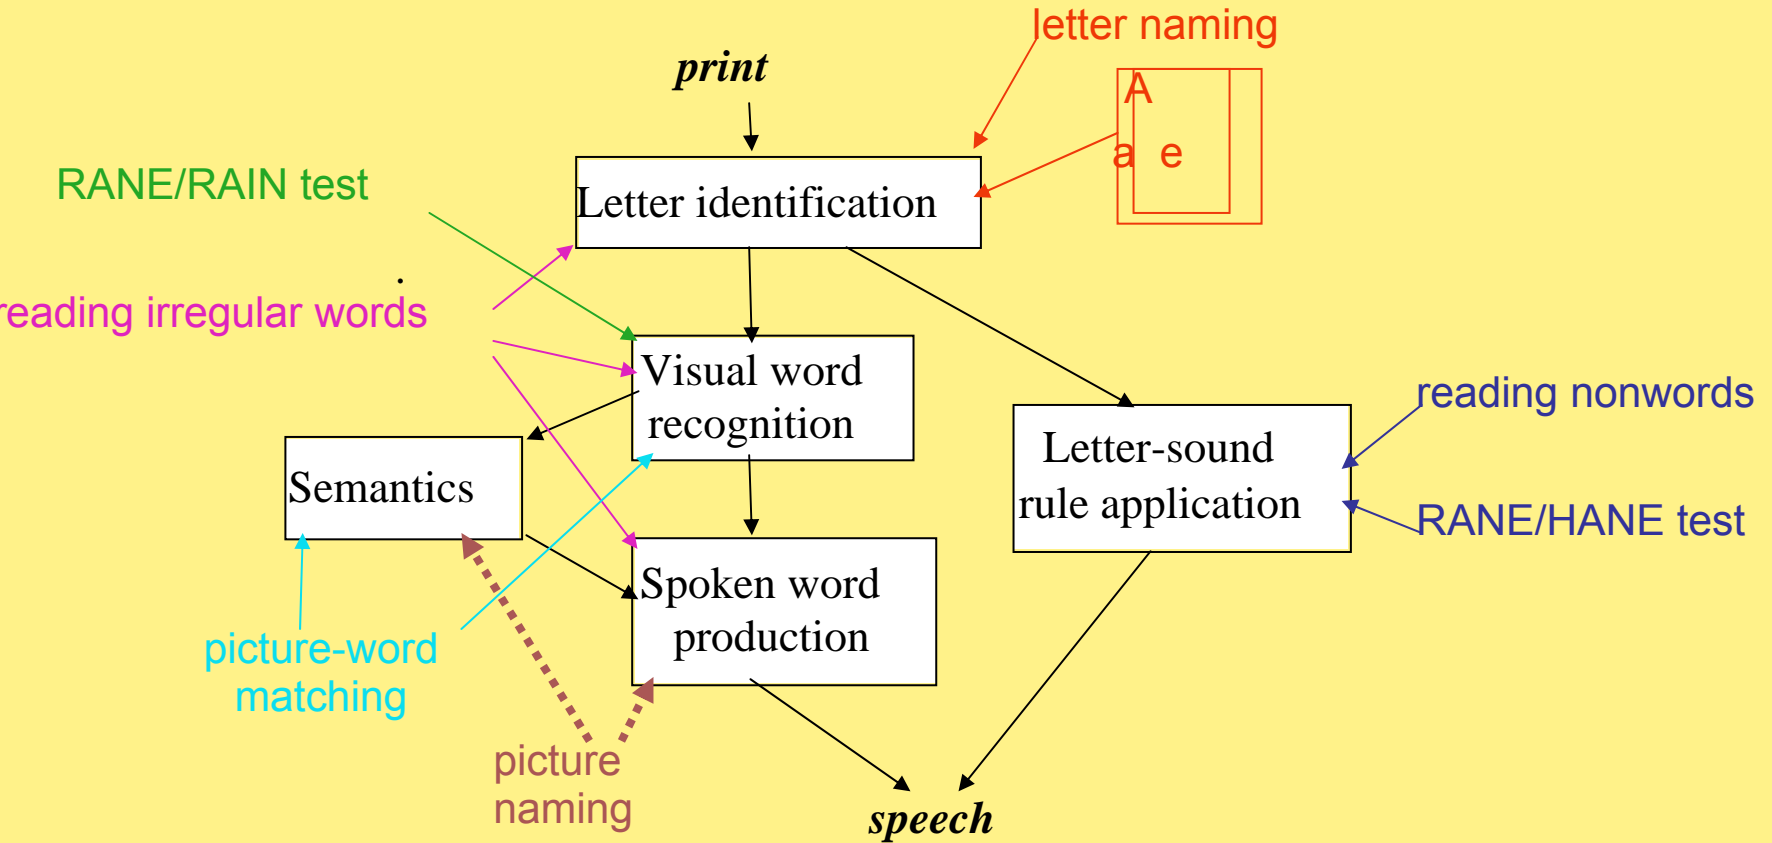 letter naming
print
A
a e
RANE/RAIN test
Letter identification
.
reading irregular words
Visual word
recognition
reading nonwords
Letter-sound
rule application
Semantics
RANE/HANE test
Spoken word
production
picture-word
matching
picture
naming
speech